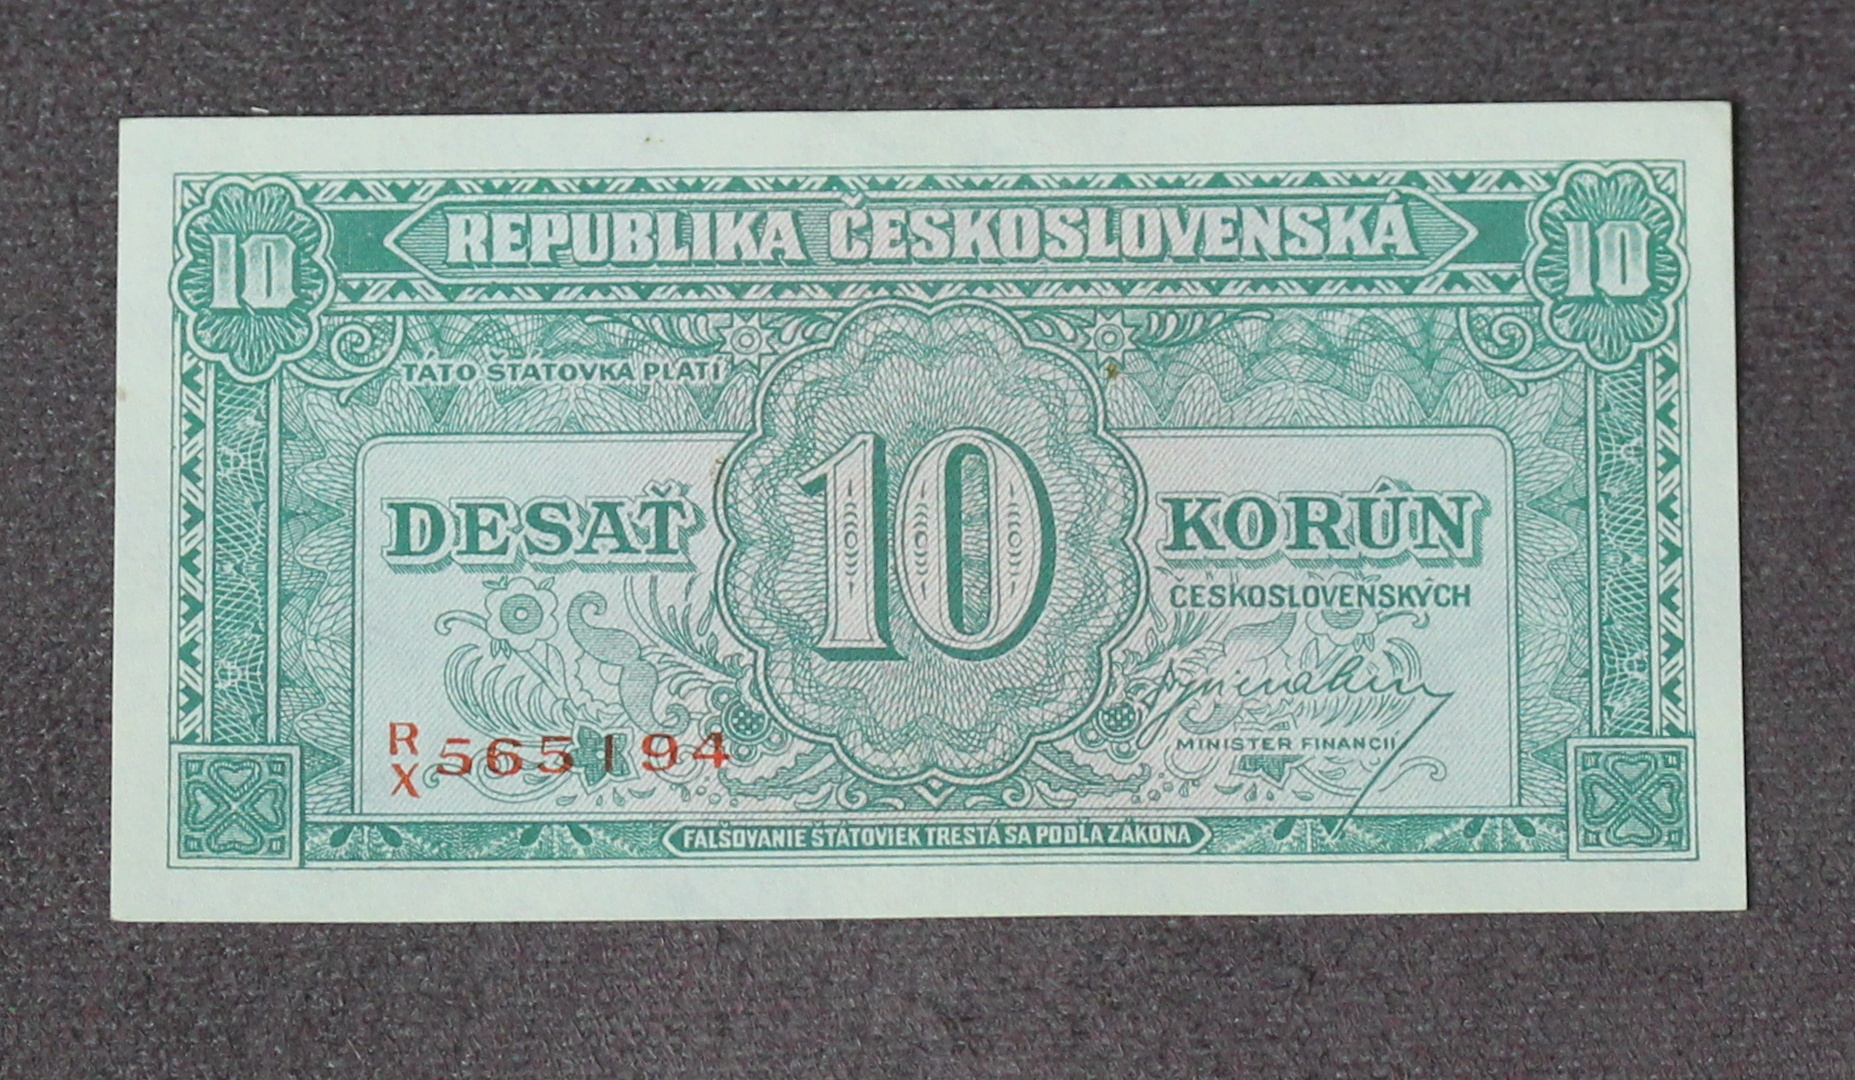 10 REPUBLIKA ČESKOSLOVENSKÁ 10
TÁTO ŠTÁTOVKA PLATÍ
DESAŤ 10 KORÚN
ČESKOSLOVENSKÝCH
R
X 565194
MINISTER FINANCIÍ
FALŠOVANIE ŠTÁTOVIEK TRESTÁ SA PODĽA ZÁKONA